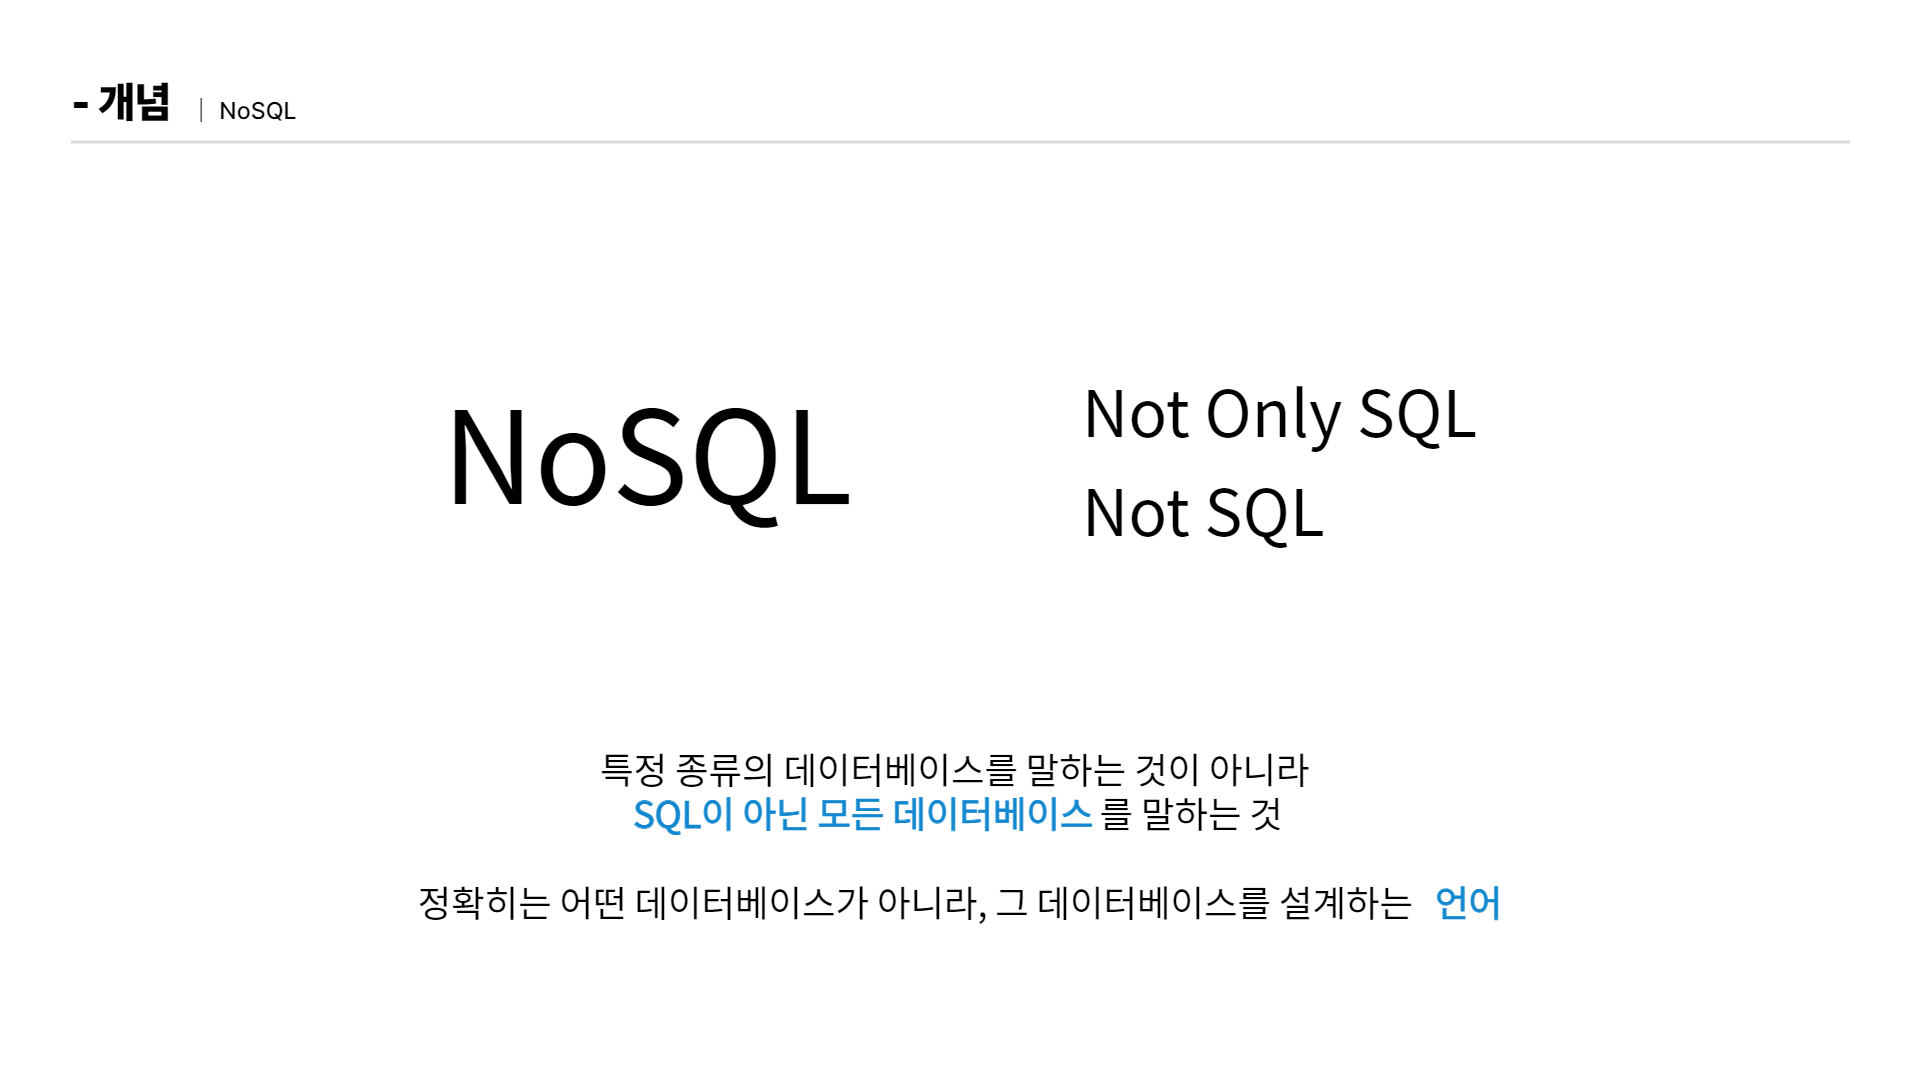 - 개념 | NoSQL
NoSQL
Not Only SQL
Not SQL
특정 종류의 데이터베이스를 말하는 것이 아니라
SQL이 아닌 모든 데이터베이스 를 말하는 것
정확히는 어떤 데이터베이스가 아니라, 그 데이터베이스를 설계하는 언어